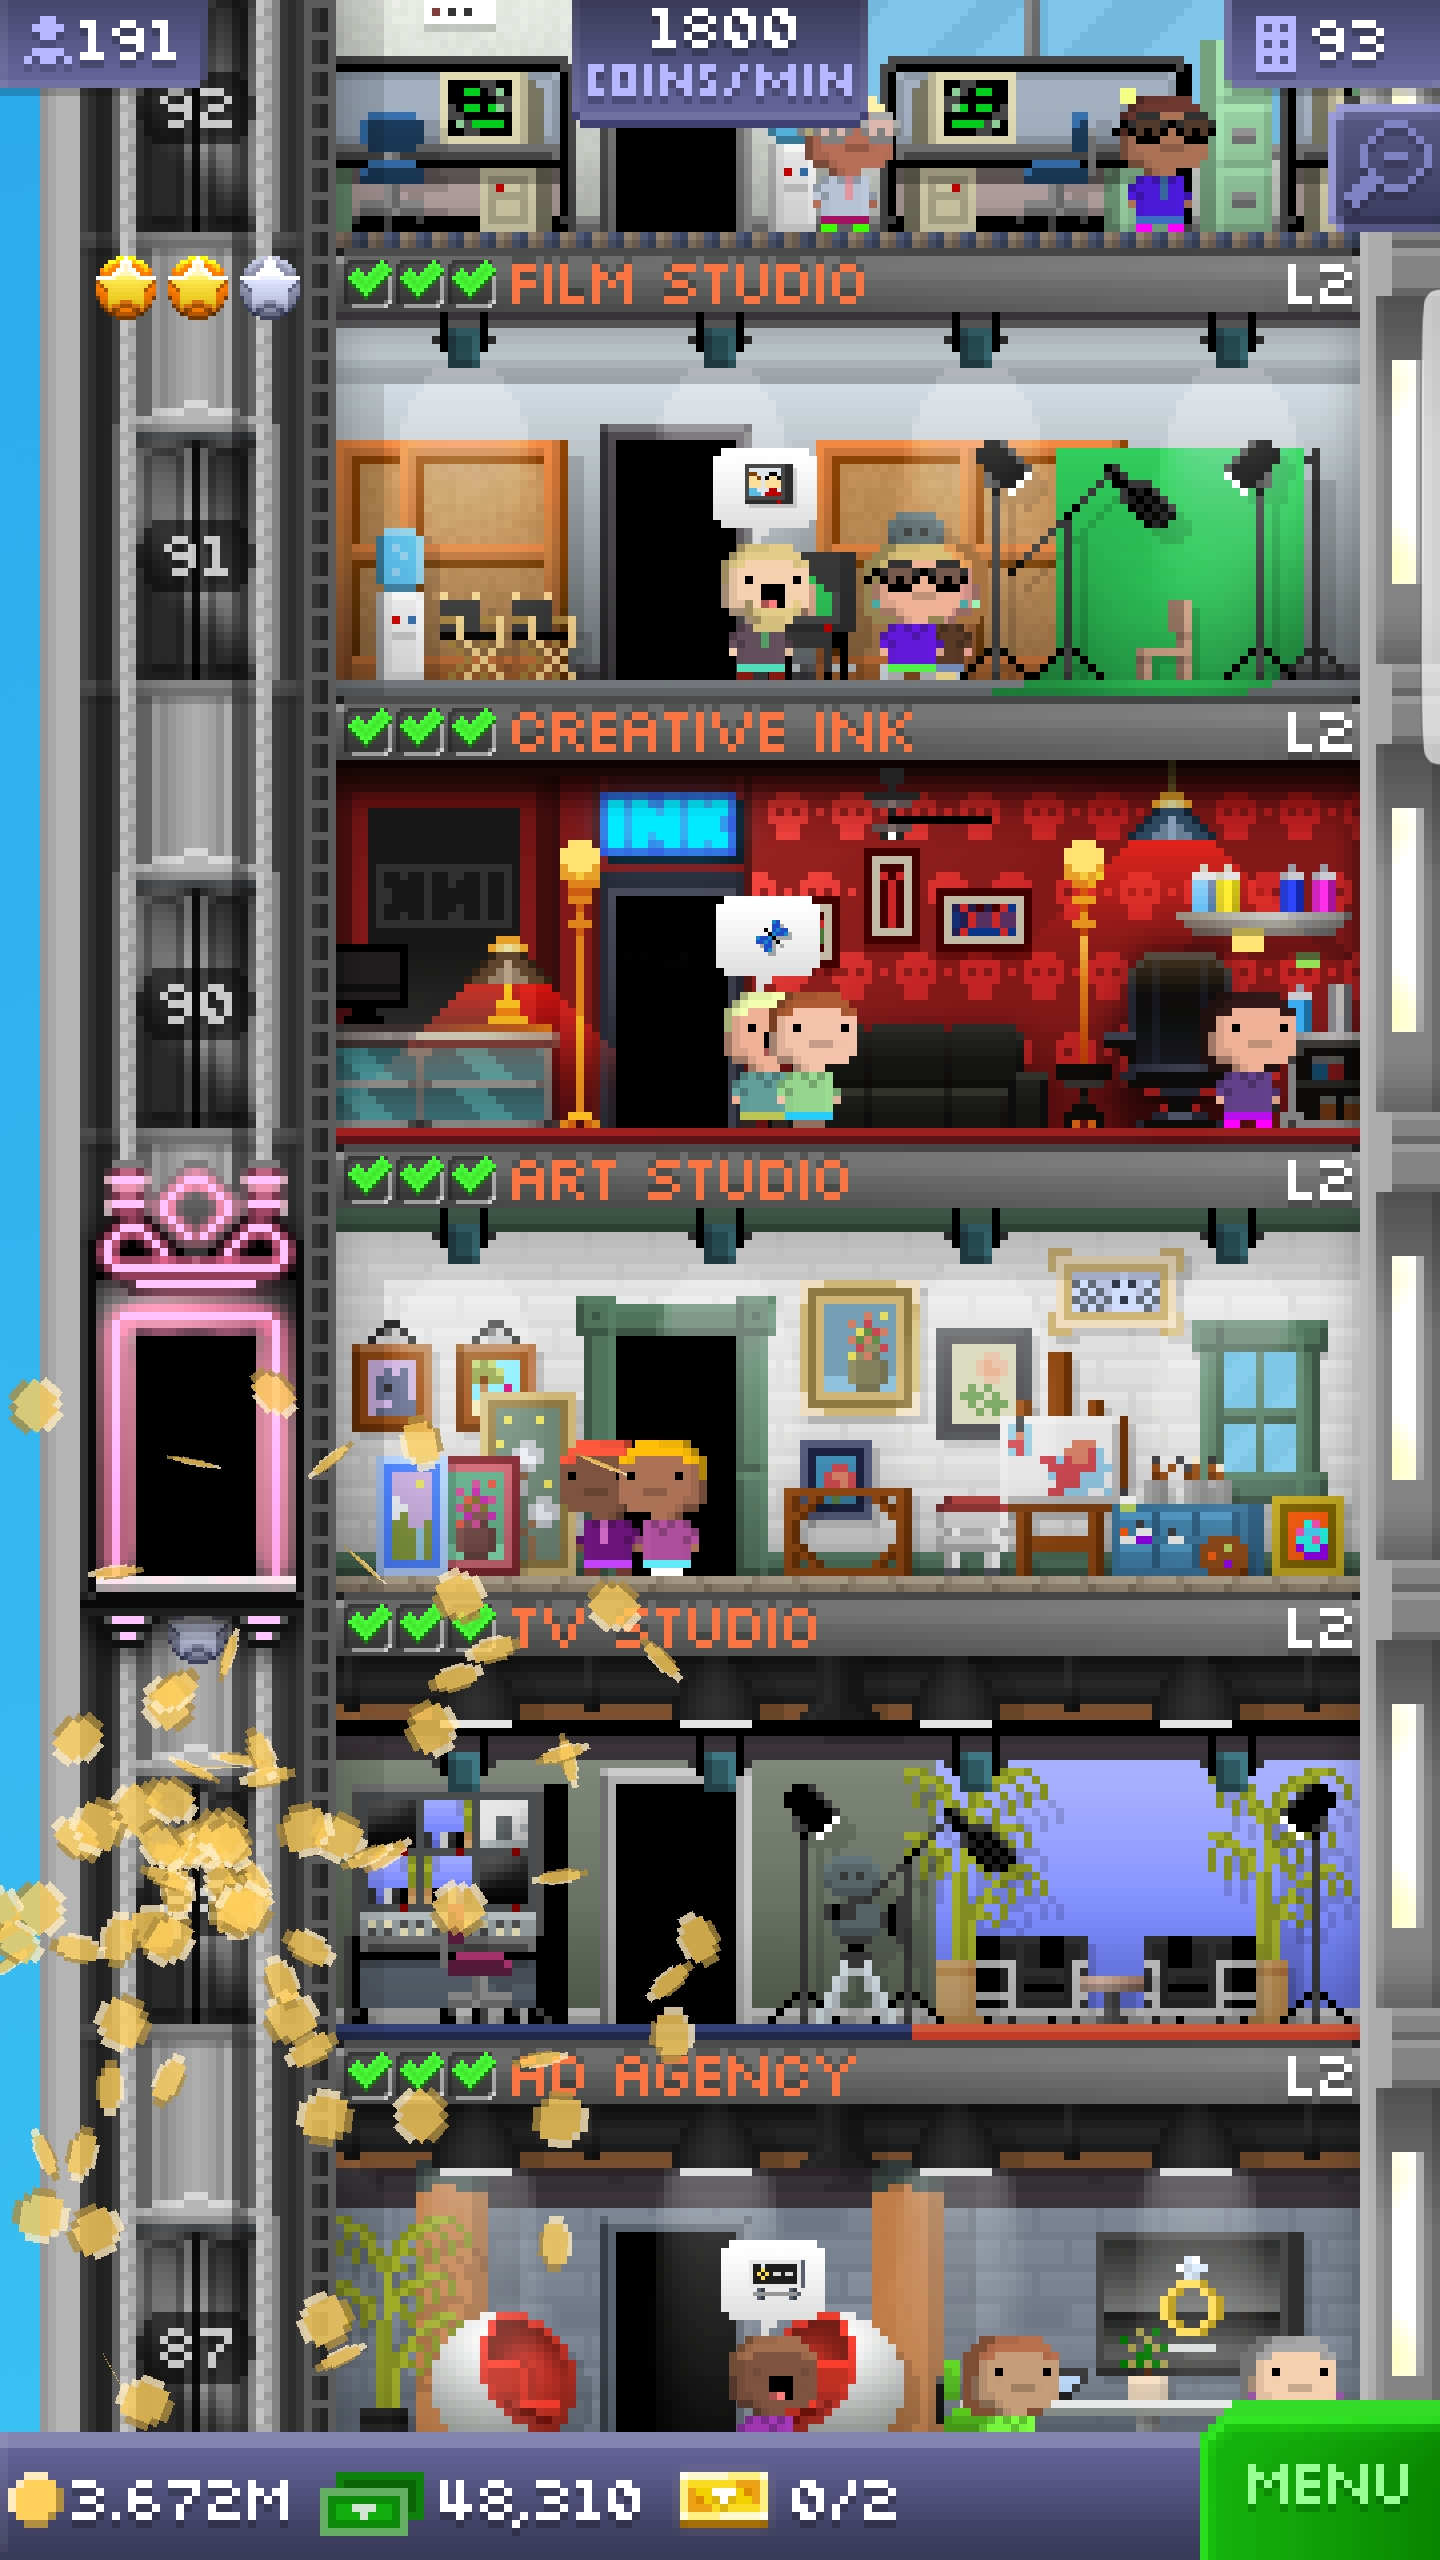 191
1800
COINS/MIN
93
92
FILM STUDIO L2
91
CREATIVE INK L2
INK
90
ART STUDIO L2
TV STUDIO L2
AD AGENCY L2
87
3.672M 48,310 0/2
MENU